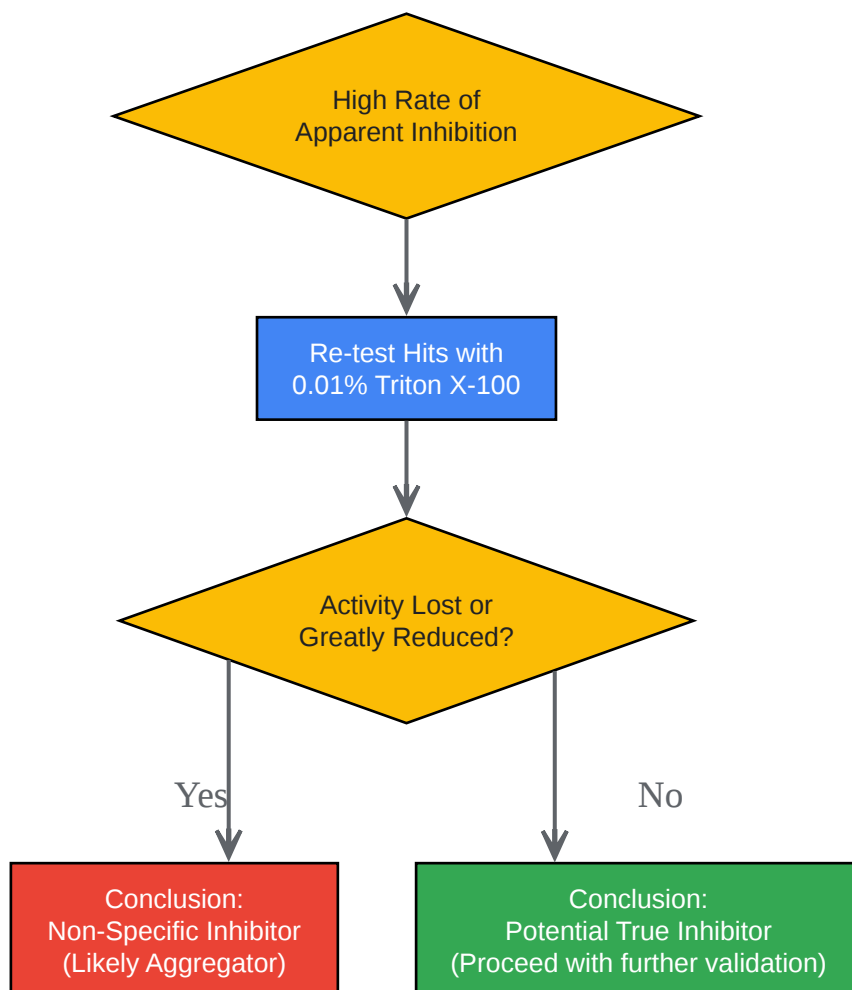 High Rate of
Apparent Inhibition
Re-test Hits with
0.01% Triton X-100
Activity Lost or
Greatly Reduced?
Yes
No
Conclusion:
Non-Specific Inhibitor
(Likely Aggregator)
Conclusion:
Potential True Inhibitor
(Proceed with further validation)